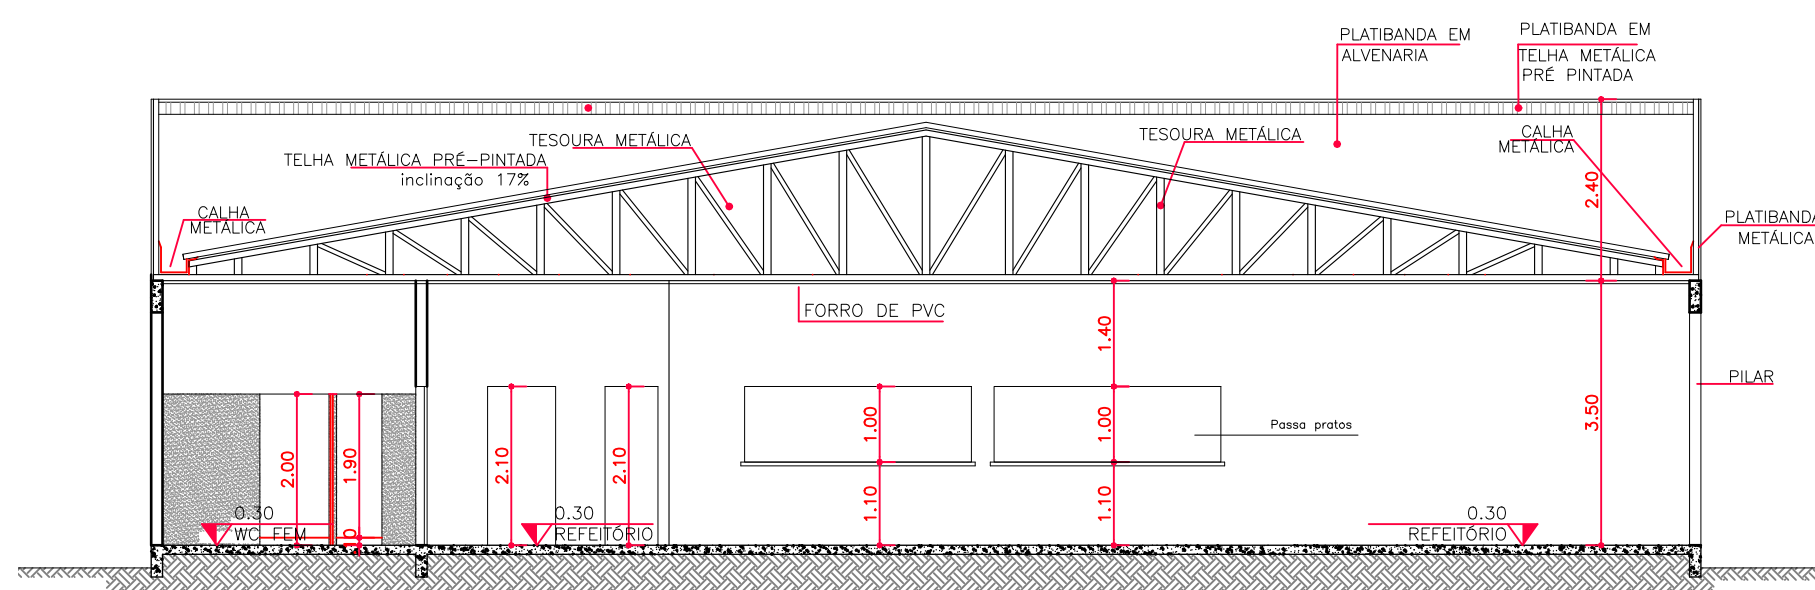 PLATIBANDA EM
ALVENARIA
PLATIBANDA EM
TELHA METÁLICA
PRÉ PINTADA
TESOURA METÁLICA
TESOURA METÁLICA
CALHA
METÁLICA
TELHA METÁLICA PRÉ-PINTADA
inclinação 17%
2.40
CALHA
METÁLICA
PLATIBANDA
METÁLICA
FORRO DE PVC
1.40
PILAR
2.00
1.90
2.10
2.10
1.00
1.00
3.50
Passa pratos
1.10
1.10
0.30
WC FEM
10
0.30
REFEITÓRIO
0.30
REFEITÓRIO